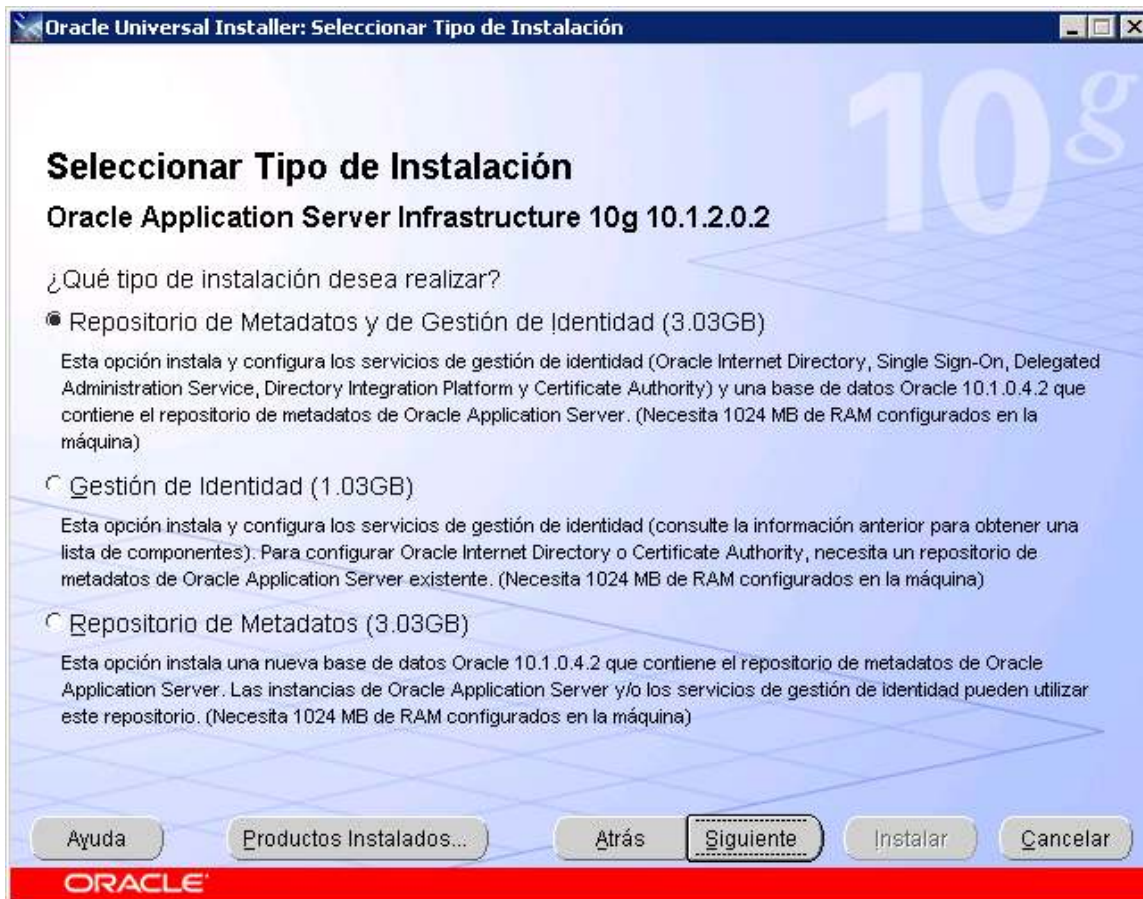 Oracle Universal Installer: Seleccionar Tipo de Instalación
10g
Seleccionar Tipo de Instalación
Oracle Application Server Infrastructure 10g 10.1.2.0.2
¿Qué tipo de instalación desea realizar?
Repositorio de Metadatos y de Gestión de Identidad (3.03GB)
Esta opción instala y configura los servicios de gestión de identidad (Oracle Internet Directory, Single Sign-On, Delegated
Administration Service, Directory Integration Platform y Certificate Authority) y una base de datos Oracle 10.1.0.4.2 que
contiene el repositorio de metadatos de Oracle Application Server. (Necesita 1024 MB de RAM configurados en la
máquina)
Gestión de Identidad (1.03GB)
Esta opción instala y configura los servicios de gestión de identidad (consulte la información anterior para obtener una
lista de componentes). Para configurar Oracle Internet Directory o Certificate Authority, necesita un repositorio de
metadatos de Oracle Application Server existente. (Necesita 1024 MB de RAM configurados en la máquina)
Repositorio de Metadatos (3.03GB)
Esta opción instala una nueva base de datos Oracle 10.1.0.4.2 que contiene el repositorio de metadatos de Oracle
Application Server. Las instancias de Oracle Application Server y/o los servicios de gestión de identidad pueden utilizar
este repositorio. (Necesita 1024 MB de RAM configurados en la máquina)
Ayuda Productos Instalados... Atrás Siguiente Instalar Cancelar
ORACLE